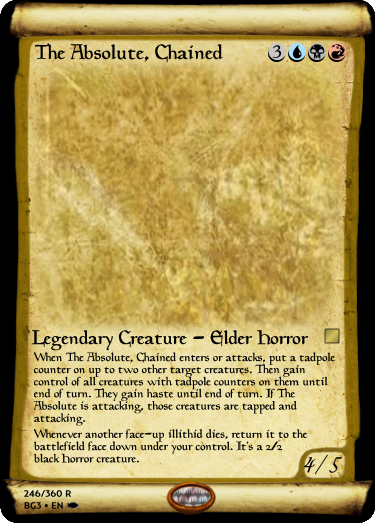 The Absolute, Chained 3
Legendary Creature – Elder Horror
When The Absolute, Chained enters or attacks, put a tadpole
counter on up to two other target creatures. Then gain
control of all creatures with tadpole counters on them until
end of turn. They gain haste until end of turn. If The
Absolute is attacking, those creatures are tapped and
attacking.
Whenever another face-up illithid dies, return it to the
battlefield face down under your control. It's a 2/2
black horror creature.
4/5
246/360 R
BG3 • EN